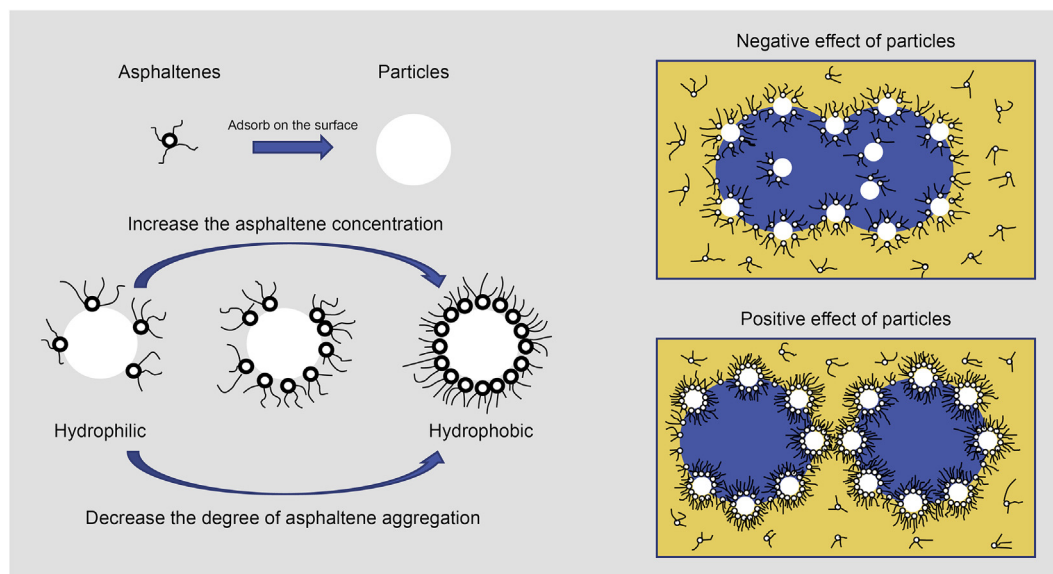 Asphaltenes
Particles
Adsorb on the surface
Increase the asphaltene concentration
Hydrophilic
Hydrophobic
Decrease the degree of asphaltene aggregation
Negative effect of particles
Positive effect of particles